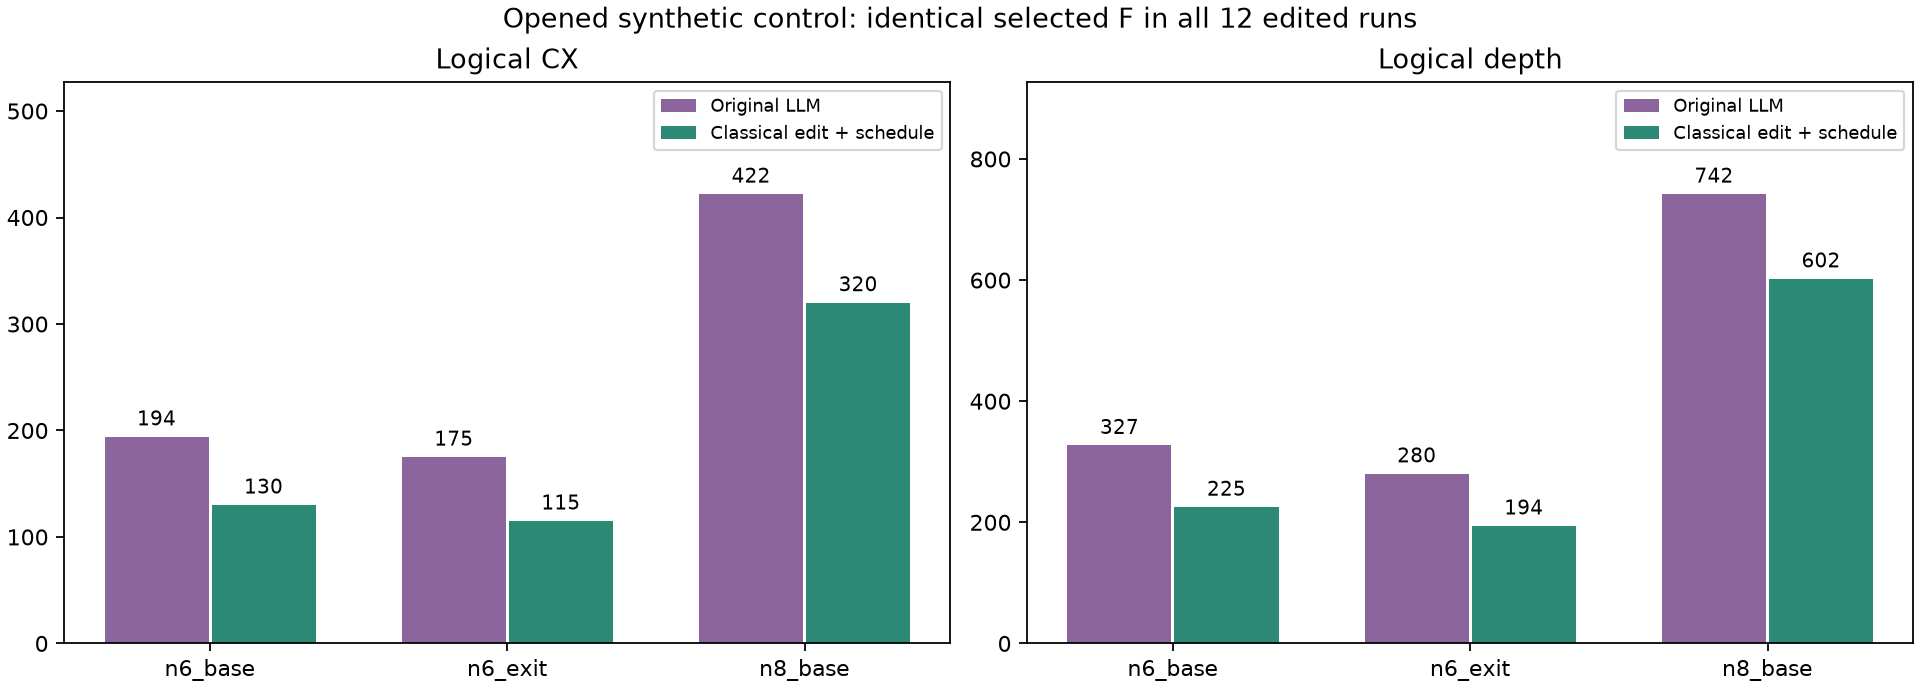 Opened synthetic control: identical selected F in all 12 edited runs
Logical CX
500
400
300
200
100
0
Original LLM
Classical edit + schedule
194
130
175
115
422
320
n6_base
n6_exit
n8_base
Logical depth
800
600
400
200
0
Original LLM
Classical edit + schedule
327
225
280
194
742
602
n6_base
n6_exit
n8_base